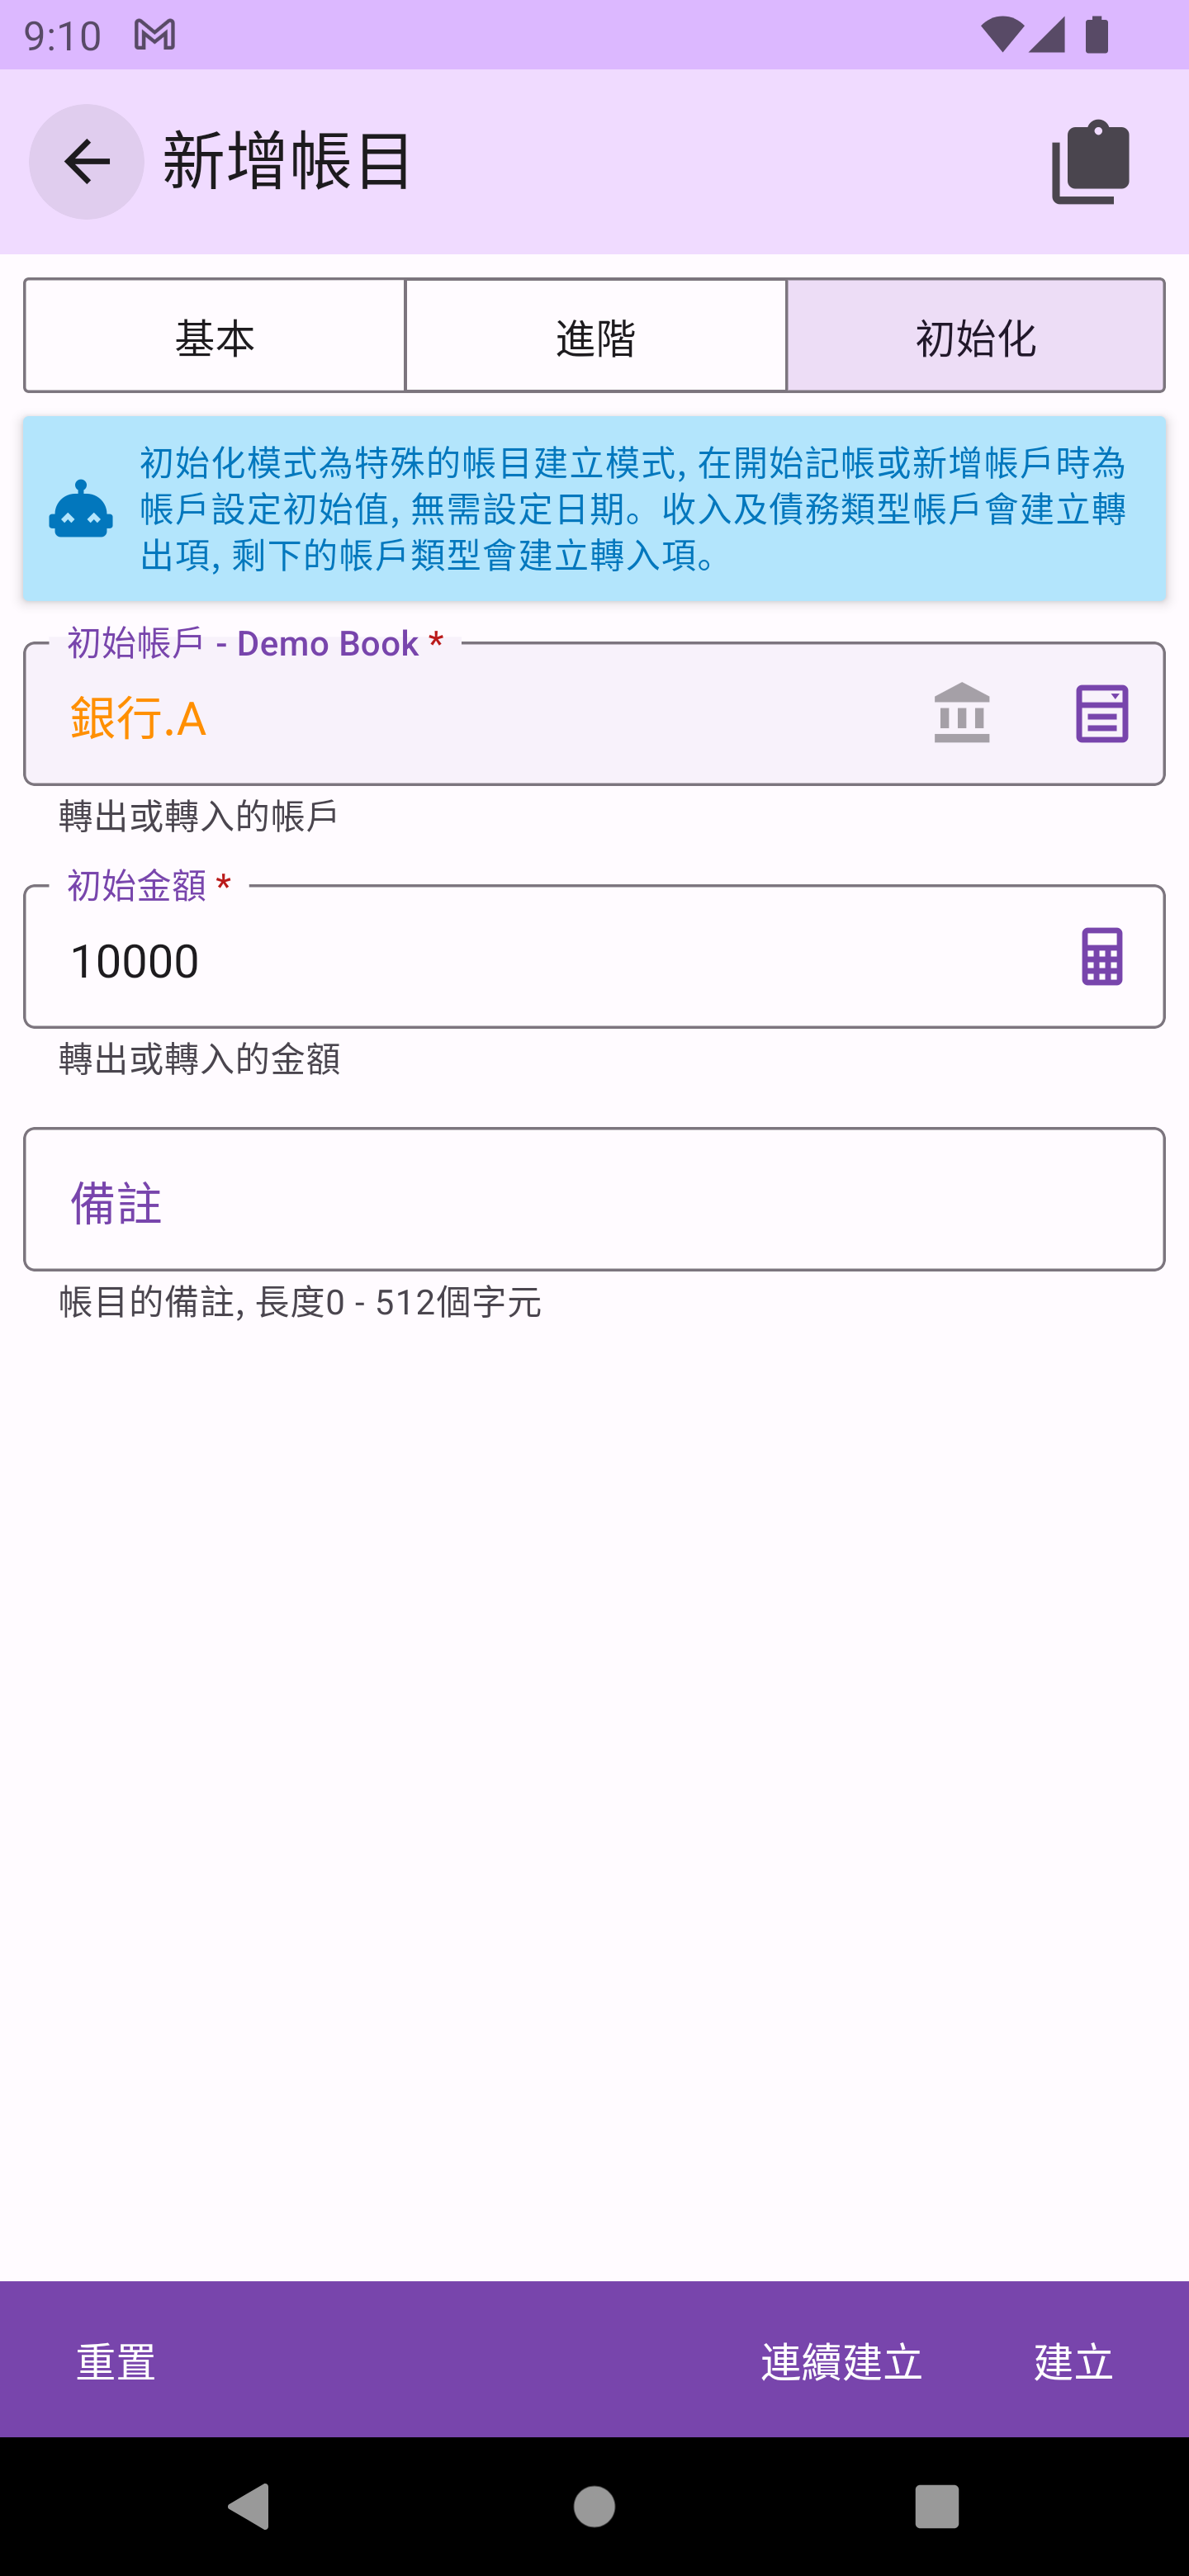 9:10
新增帳目
基本
進階
初始化
初始化模式為特殊的帳目建立模式, 在開始記帳或新增帳戶時為
帳戶設定初始值, 無需設定日期。收入及債務類型帳戶會建立轉
出項, 剩下的帳戶類型會建立轉入項。
初始帳戶 - Demo Book *
銀行.A
轉出或轉入的帳戶
初始金額 *
10000
轉出或轉入的金額
備註
帳目的備註, 長度0 - 512個字元
重置
連續建立
建立